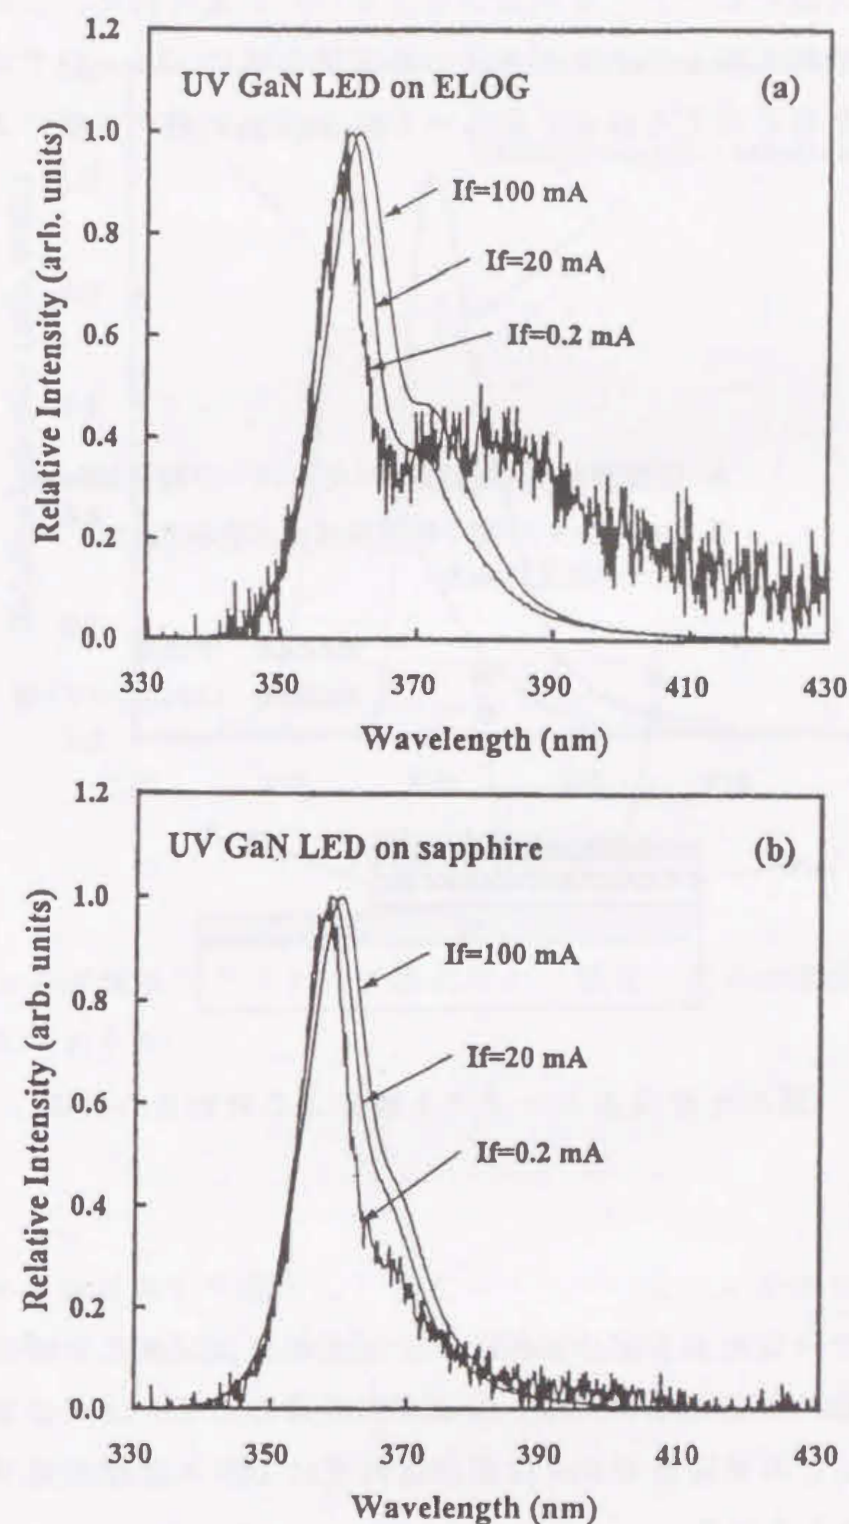 1.2
UV GaN LED on ELOG
(a)
1.0
If=100 mA
0.8
If=20 mA
0.6
If=0.2 mA
0.4
0.2
0.0
330 350 370 390 410 430
Relative Intensity (arb. units)
Wavelength (nm)
1.2
UV GaN LED on sapphire
(b)
1.0
If=100 mA
0.8
If=20 mA
0.6
If=0.2 mA
0.4
0.2
0.0
330 350 370 390 410 430
Relative Intensity (arb. units)
Wavelength (nm)